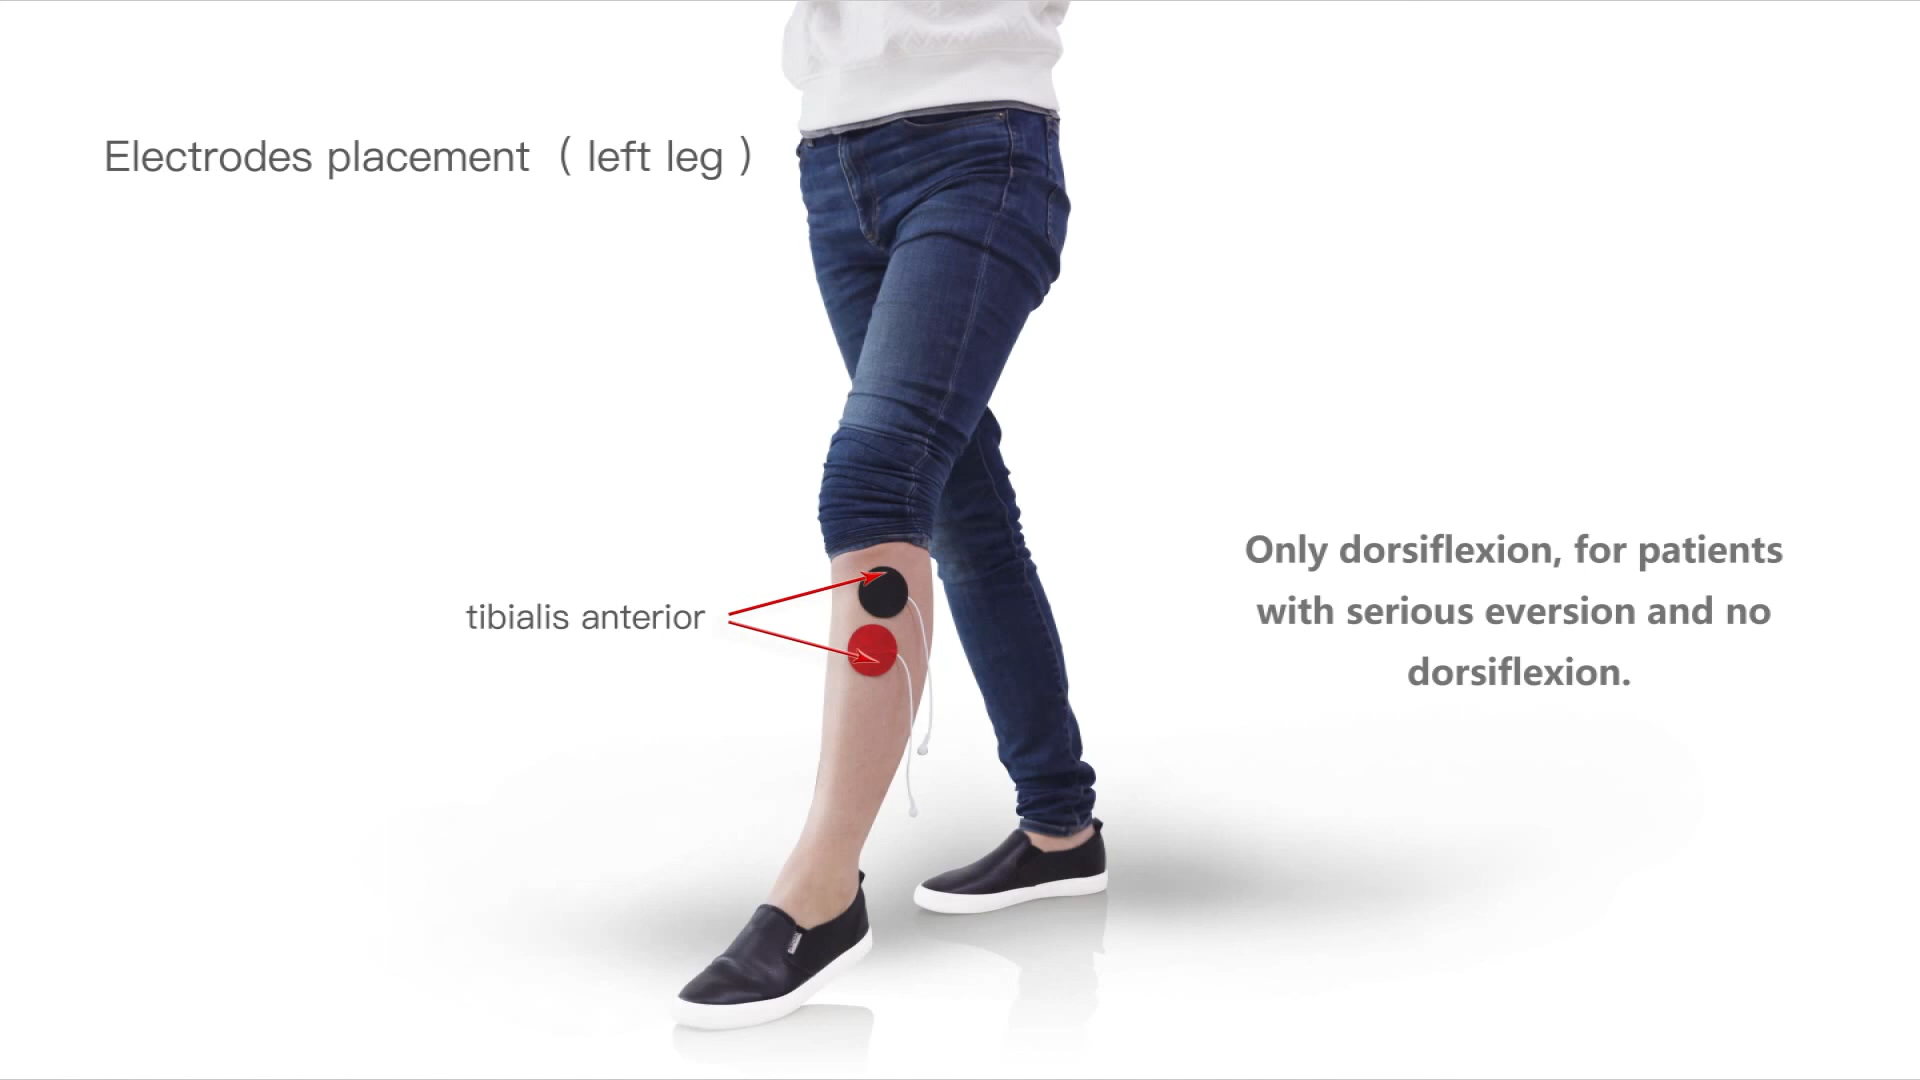 Electrodes placement ( left leg )
tibialis anterior
Only dorsiflexion, for patients
with serious eversion and no
dorsiflexion.